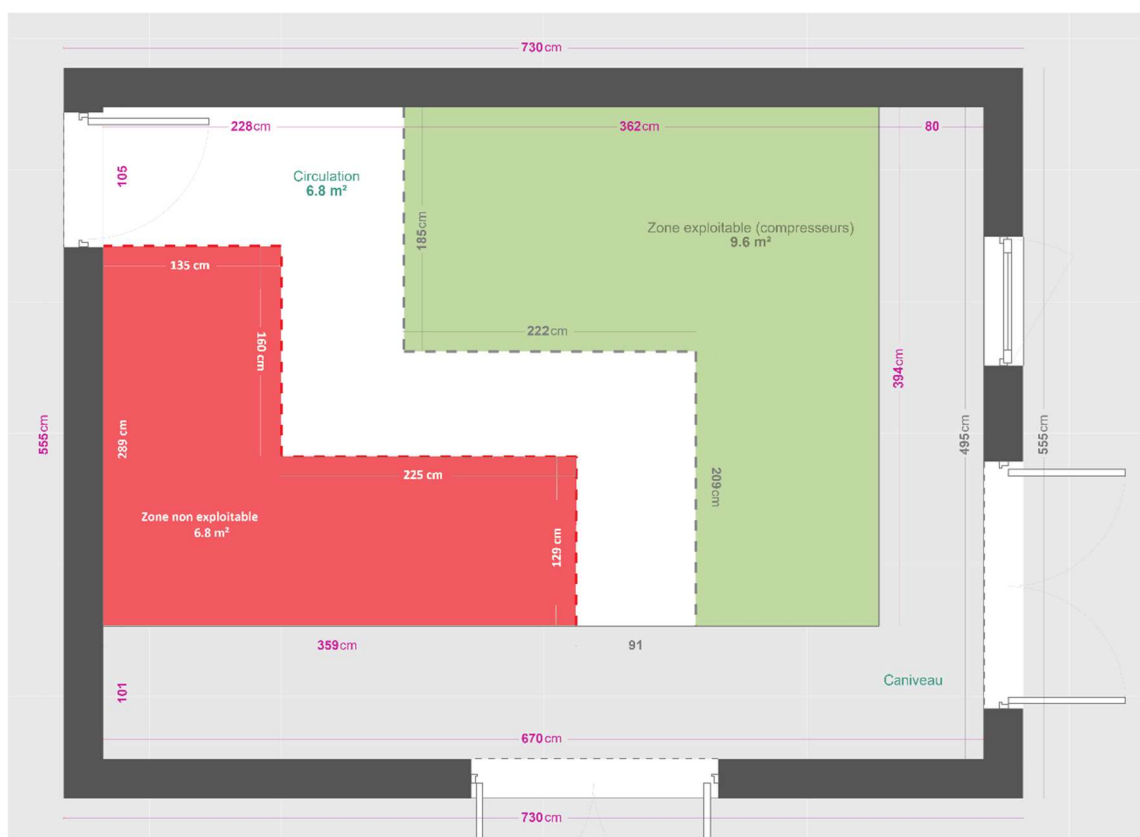 730cm
228cm
362cm
80
105
Circulation
6.8 m²
185cm
Zone exploitable (compresseurs)
9.6 m²
135 cm
160 cm
222cm
394cm
555cm
289 cm
495cm
555cm
225 cm
209cm
Zone non exploitable
6.8 m²
129 cm
359cm
91
101
Caniveau
670cm
730cm